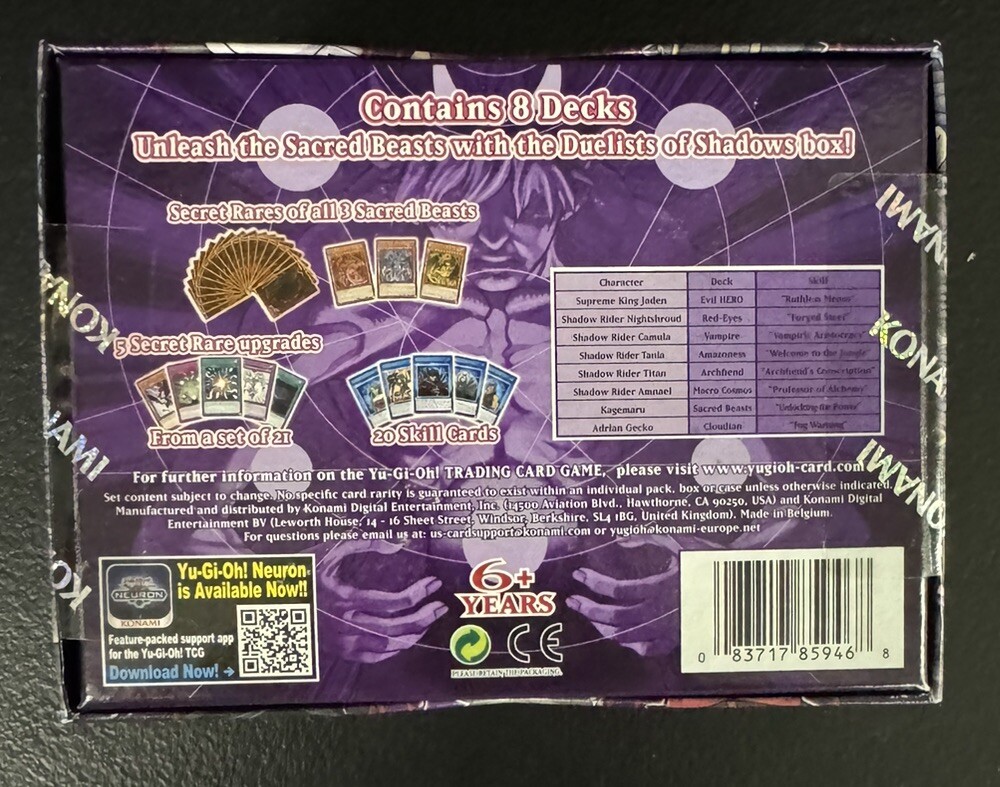 Contains 8 Decks
Unleash the Sacred Beasts with the Duelists of Shadows box!
Secret Rares of all 3 Sacred Beasts
5 Secret Rare upgrades
From a set of 21
20 Skill Cards
Character Deck Skill
Supreme King Jaden Evil HERO "Ruthless Means"
Shadow Rider Nightshroud Red-Eyes "Forged Steel"
Shadow Rider Camula Vampire "Vampiric Aristocracy"
Shadow Rider Tania Amazoness "Welcome to the Jungle"
Shadow Rider Titan Archfiend "Archfiend's Conscription"
Shadow Rider Amnael Macro Cosmos "Professor of Alchemy"
Kagemaru Sacred Beasts "Unlocking the Power"
Adrian Gecko Cloudian "Fog Warning"
For further information on the Yu-Gi-Oh! TRADING CARD GAME, please visit www.yugioh-card.com
Set content subject to change. No specific card rarity is guaranteed to exist within an individual pack, box or case unless otherwise indicated.
Manufactured and distributed by Konami Digital Entertainment, Inc. (14500 Aviation Blvd., Hawthorne, CA 90250, USA) and Konami Digital
Entertainment BV (Leworth House, 14 - 16 Sheet Street, Windsor, Berkshire, SL4 1BG, United Kingdom). Made in Belgium.
For questions please email us at: us-cardsupport@konami.com or yugioh@konami-europe.net
NEURON
KONAMI
Yu-Gi-Oh! Neuron
is Available Now!!
Feature-packed support app
for the Yu-Gi-Oh! TCG
Download Now! →
6+
YEARS
CE
PLEASE RETAIN THE PACKAGING.
0 83717 85946 8
KONAMI
KONAMI
KONAMI